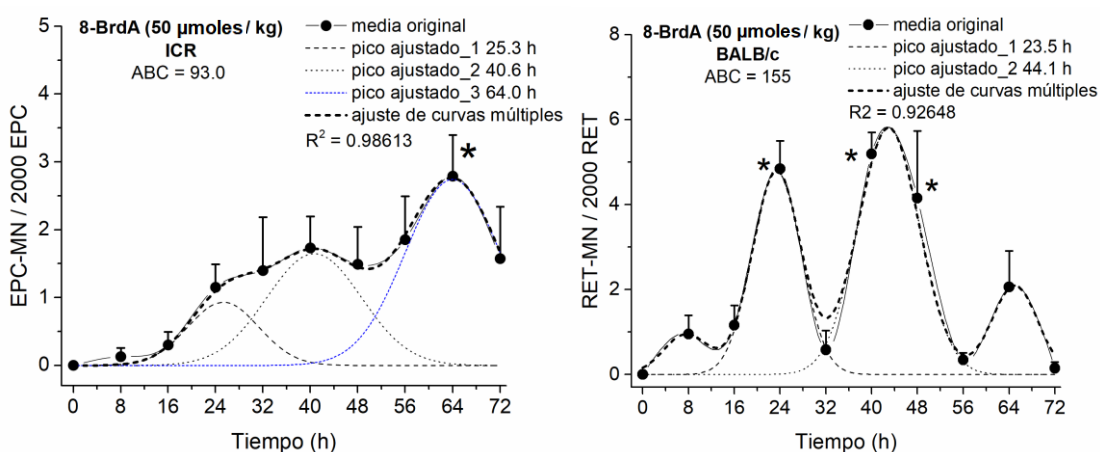 8-BrdA (50 µmoles / kg)
ICR
ABC = 93.0
media original
pico ajustado_1 25.3 h
pico ajustado_2 40.6 h
pico ajustado_3 64.0 h
ajuste de curvas múltiples
R² = 0.98613
*
EPC-MN / 2000 EPC
5
4
3
2
1
0
0 8 16 24 32 40 48 56 64 72
Tiempo (h)
8-BrdA (50 µmoles / kg)
BALB/c
ABC = 155
media original
pico ajustado_1 23.5 h
pico ajustado_2 44.1 h
ajuste de curvas múltiples
R2 = 0.92648
* * *
RET-MN / 2000 RET
8
6
4
2
0
0 8 16 24 32 40 48 56 64 72
Tiempo (h)